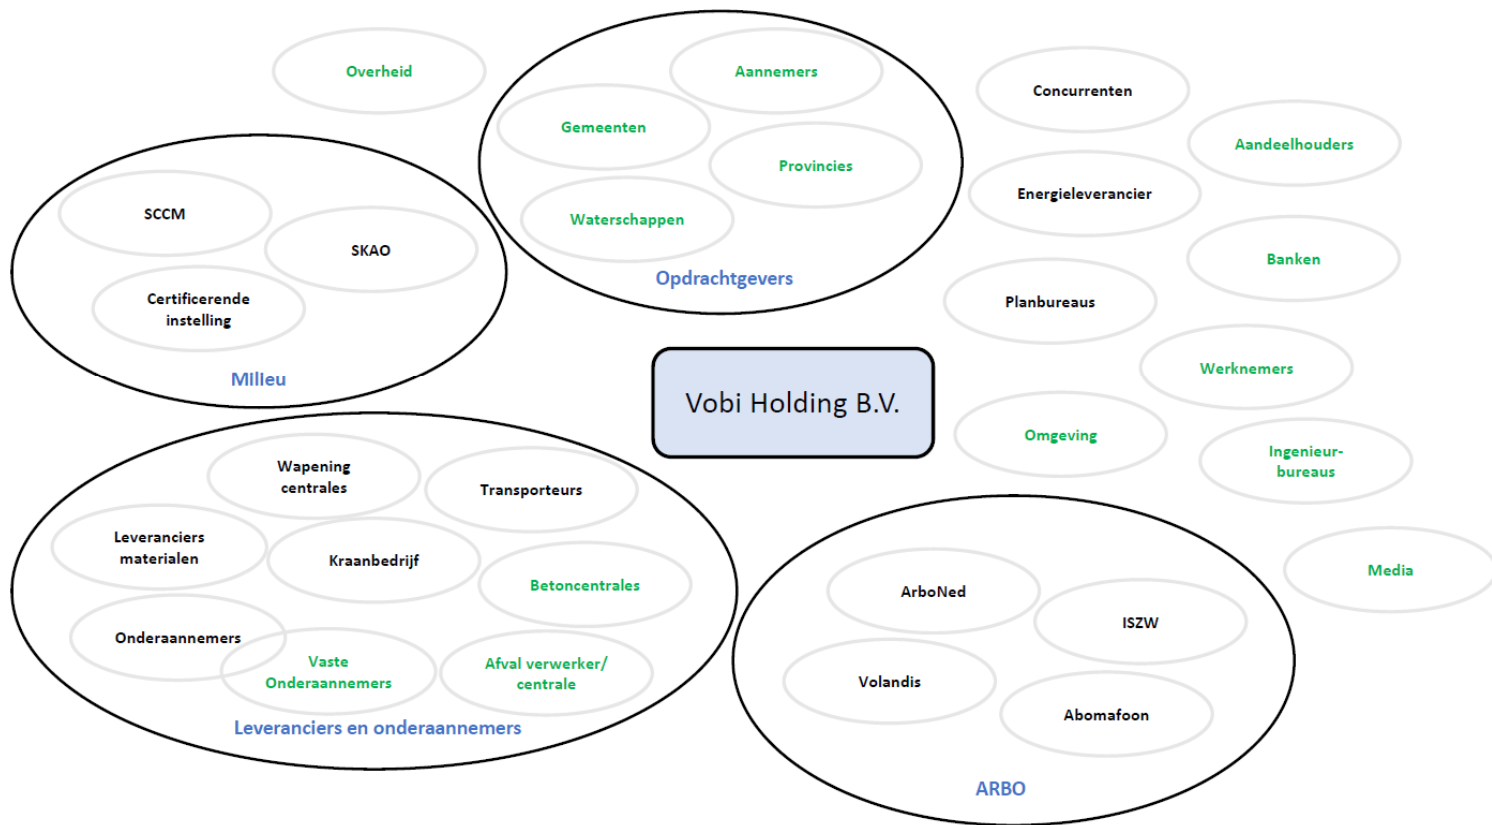 Overheid
Aannemers
Gemeenten
Provincies
Waterschappen
Opdrachtgevers
Concurrenten
Aandeelhouders
Energieleverancier
Banken
Planbureaus
Werknemers
Omgeving
Ingenieur-
bureaus
Media
SCCM
SKAO
Certificerende
instelling
Milieu
Vobi Holding B.V.
Wapening
centrales
Transporteurs
Leveranciers
materialen
Kraanbedrijf
Betoncentrales
Onderaannemers
Vaste
Onderaannemers
Afval verwerker/
centrale
Leveranciers en onderaannemers
ArboNed
ISZW
Volandis
Abomafoon
ARBO